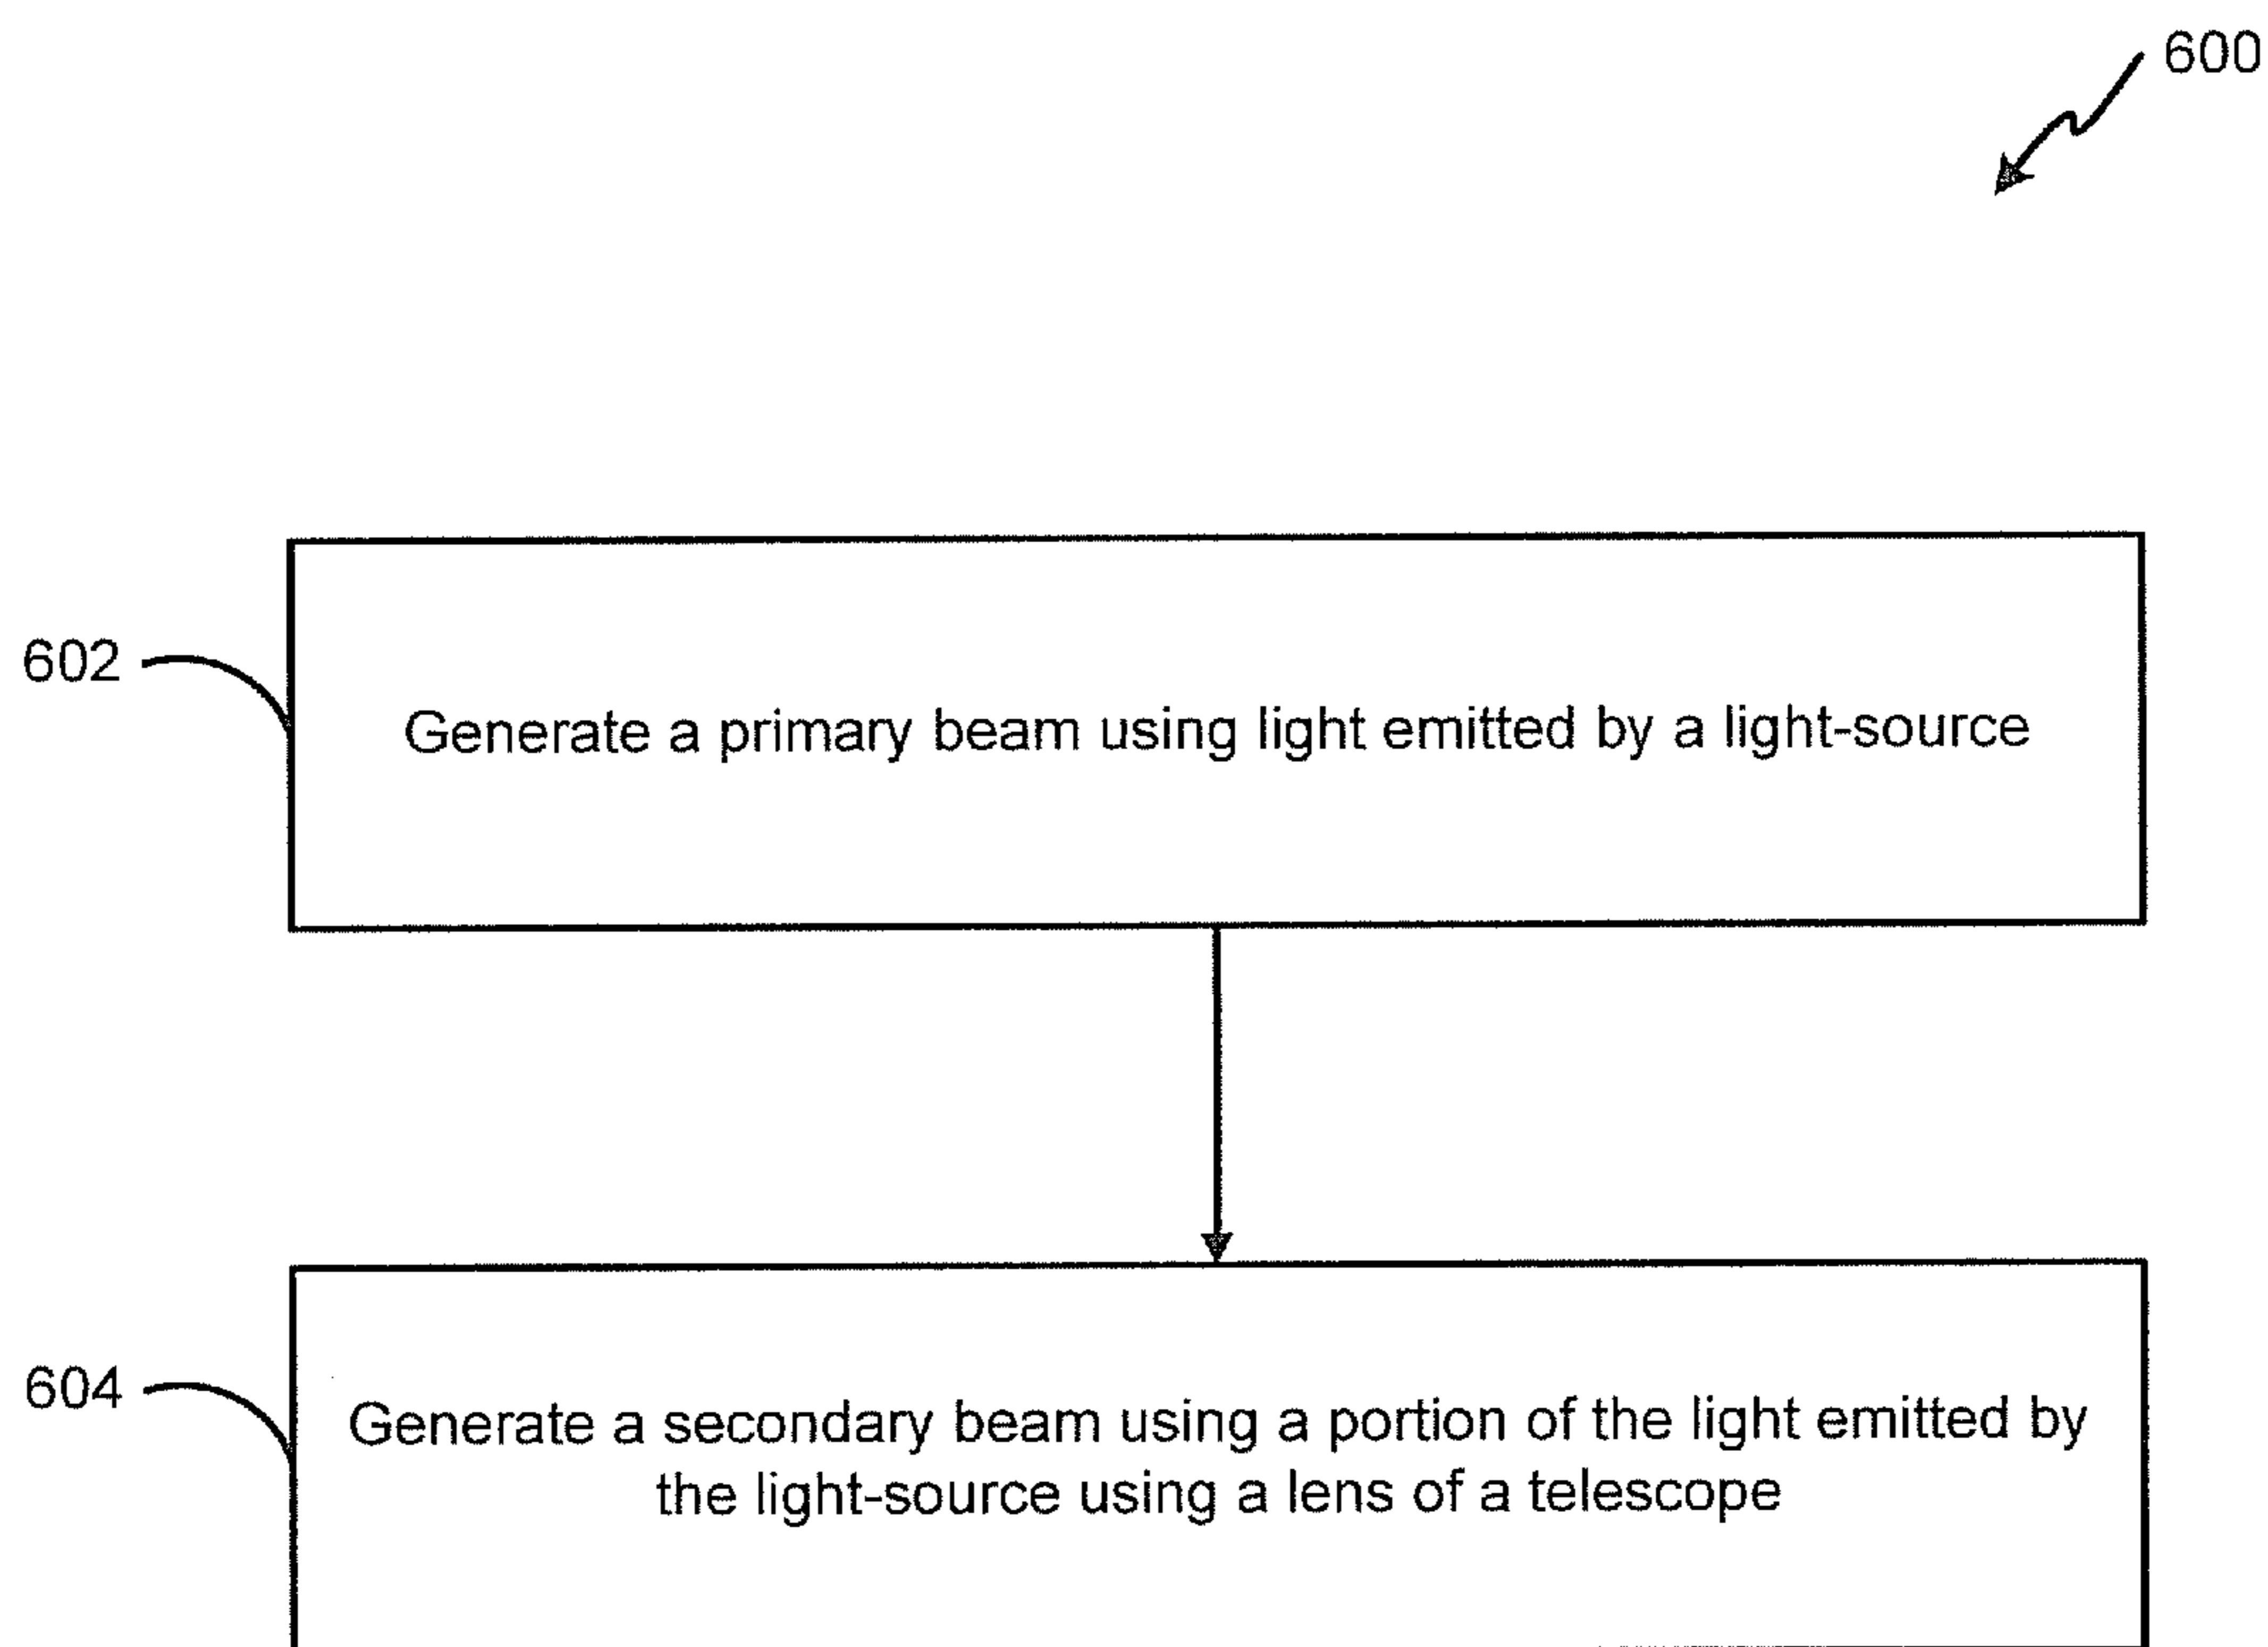 600
602
Generate a primary beam using light emitted by a light-source
604
Generate a secondary beam using a portion of the light emitted by
the light-source using a lens of a telescope